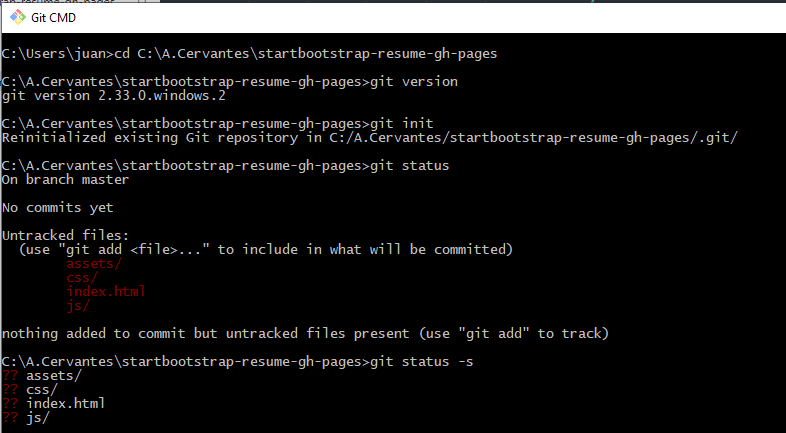 Git CMD
C:\Users\juan>cd C:\A.Cervantes\startbootstrap-resume-gh-pages
C:\A.Cervantes\startbootstrap-resume-gh-pages>git version
git version 2.33.0.windows.2
C:\A.Cervantes\startbootstrap-resume-gh-pages>git init
Reinitialized existing Git repository in C:/A.Cervantes/startbootstrap-resume-gh-pages/.git/
C:\A.Cervantes\startbootstrap-resume-gh-pages>git status
On branch master
No commits yet
Untracked files:
  (use "git add <file>..." to include in what will be committed)
        assets/
        css/
        index.html
        js/
nothing added to commit but untracked files present (use "git add" to track)
C:\A.Cervantes\startbootstrap-resume-gh-pages>git status -s
?? assets/
?? css/
?? index.html
?? js/